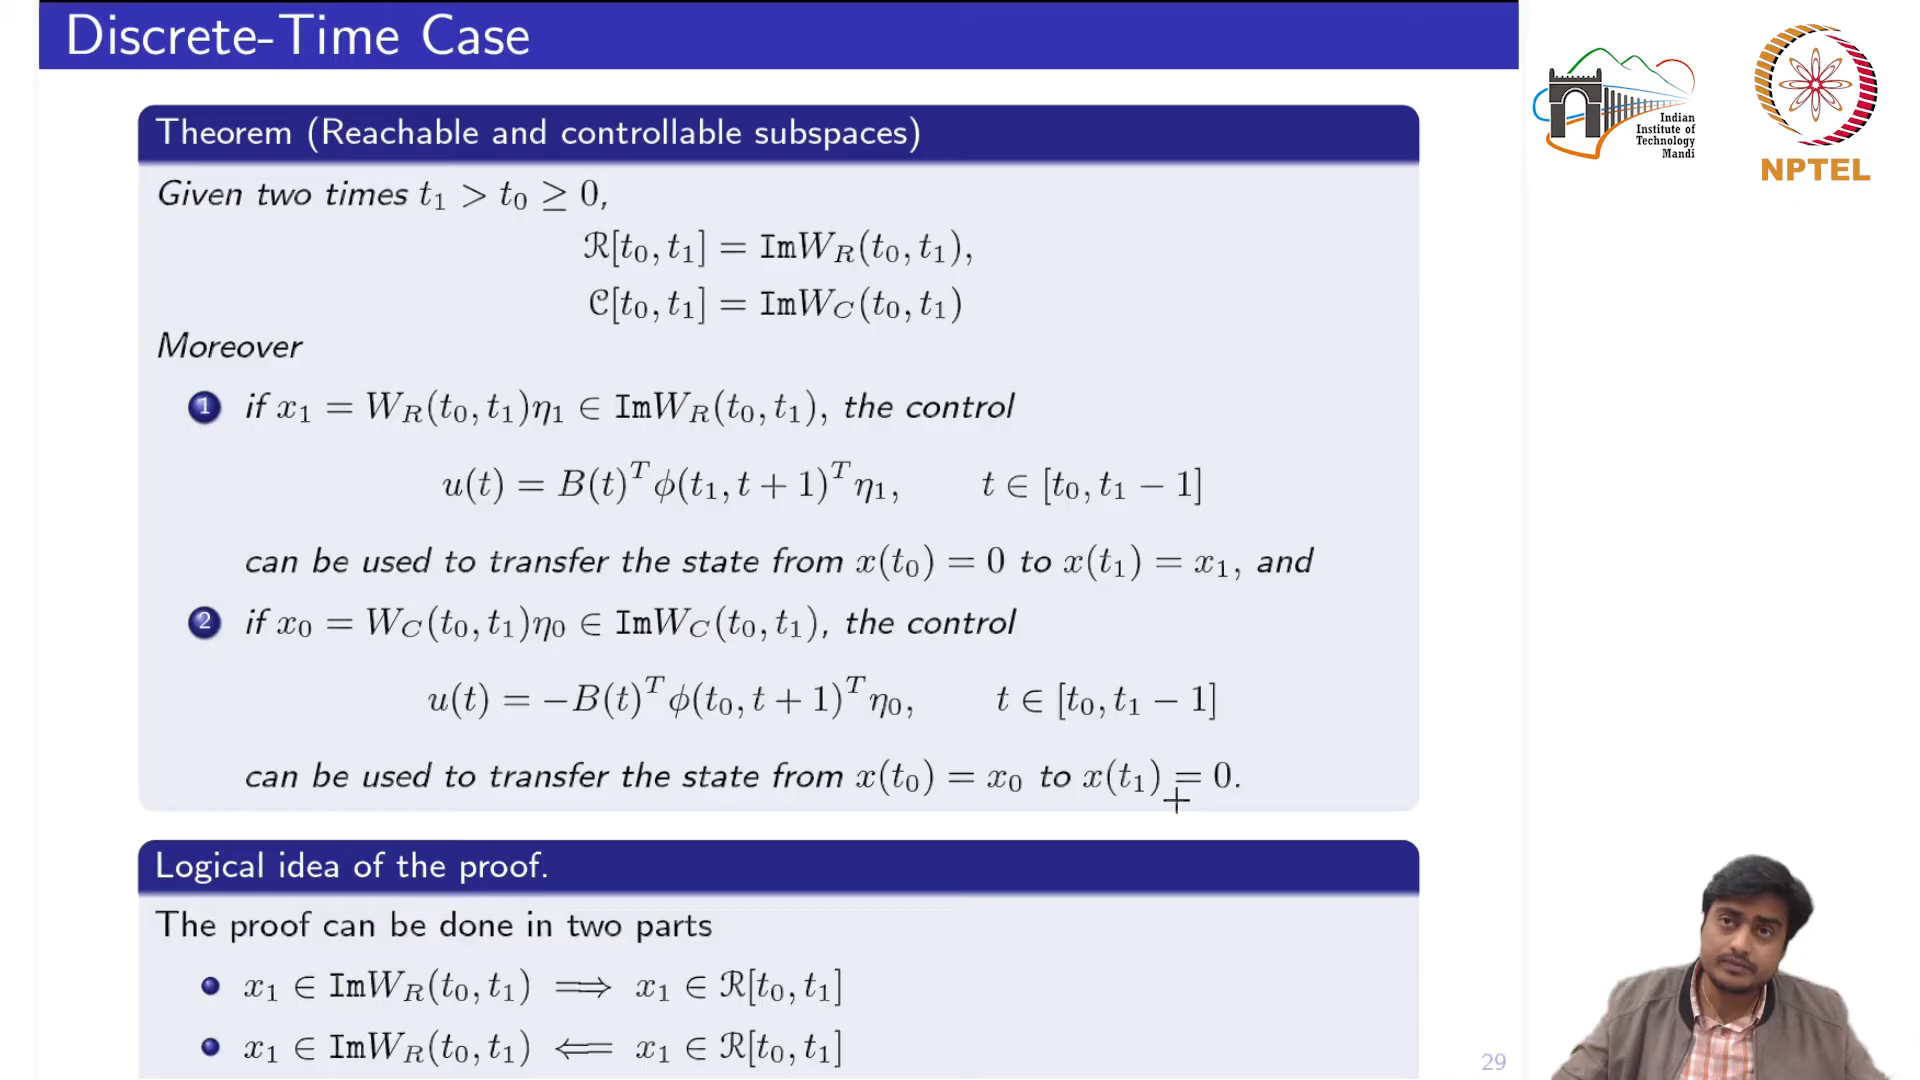 Discrete-Time Case
Indian
Institute of
Technology
Mandi
NPTEL
Theorem (Reachable and controllable subspaces)
Given two times t₁ > t₀ ≥ 0,
ℛ[t₀, t₁] = ImW_R(t₀, t₁),
𝒞[t₀, t₁] = ImW_C(t₀, t₁)
Moreover
1 if x₁ = W_R(t₀, t₁)η₁ ∈ ImW_R(t₀, t₁), the control
u(t) = B(t)ᵀϕ(t₁, t + 1)ᵀη₁, t ∈ [t₀, t₁ − 1]
can be used to transfer the state from x(t₀) = 0 to x(t₁) = x₁, and
2 if x₀ = W_C(t₀, t₁)η₀ ∈ ImW_C(t₀, t₁), the control
u(t) = −B(t)ᵀϕ(t₀, t + 1)ᵀη₀, t ∈ [t₀, t₁ − 1]
can be used to transfer the state from x(t₀) = x₀ to x(t₁) = 0.
Logical idea of the proof.
The proof can be done in two parts
• x₁ ∈ ImW_R(t₀, t₁) ⟹ x₁ ∈ ℛ[t₀, t₁]
• x₁ ∈ ImW_R(t₀, t₁) ⟸ x₁ ∈ ℛ[t₀, t₁]
29